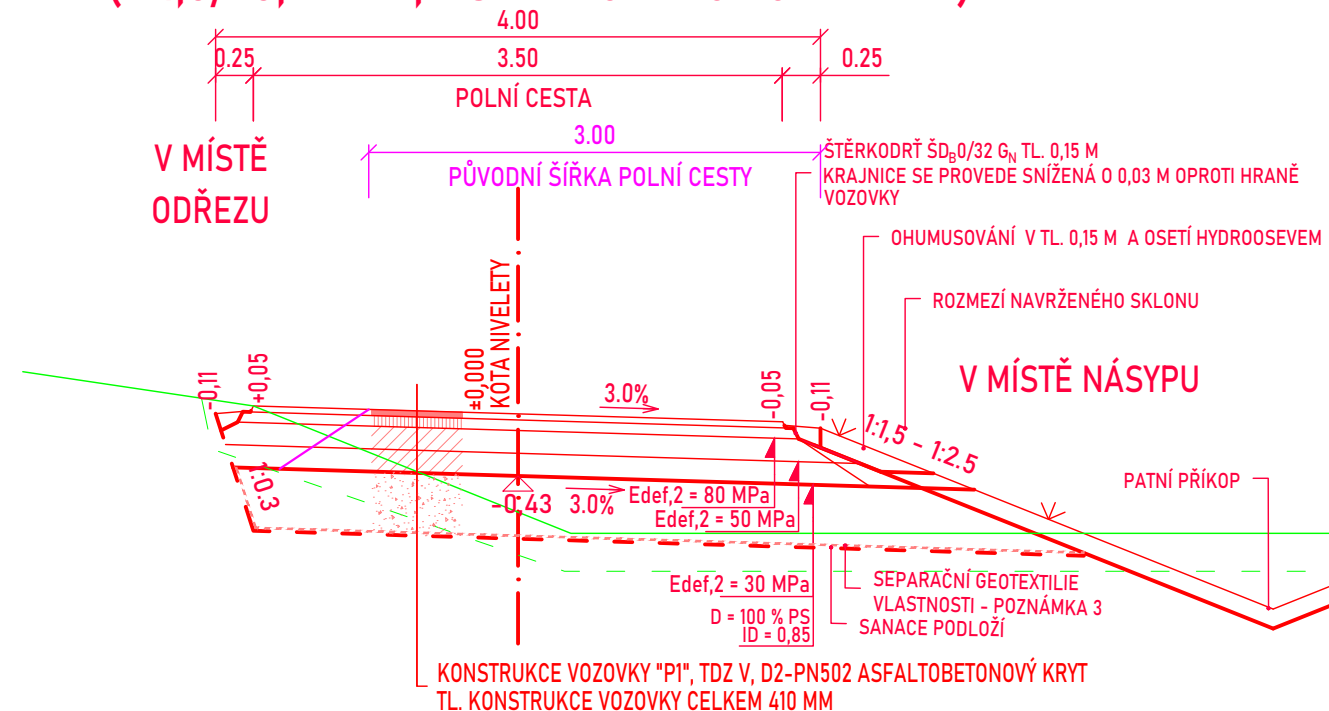 4.00
0.25
3.50
0.25
POLNÍ CESTA
3.00
PŮVODNÍ ŠÍŘKA POLNÍ CESTY
V MÍSTĚ
ODŘEZU
ŠTĚRKODRŤ ŠDB0/32 GN TL. 0,15 M
KRAJNICE SE PROVEDE SNÍŽENÁ O 0,03 M OPROTI HRANĚ
VOZOVKY
OHUMUSOVÁNÍ V TL. 0,15 M A OSETÍ HYDROOSEVEM
ROZMEZÍ NAVRŽENÉHO SKLONU
V MÍSTĚ NÁSYPU
-0,11
+0,05
±0,000
KÓTA NIVELETY
3.0%
-0,05
-0,11
1:1,5 - 1:2.5
PATNÍ PŘÍKOP
1:0.3
-0.43
3.0%
Edef,2 = 80 MPa
Edef,2 = 50 MPa
Edef,2 = 30 MPa
D = 100 % PS
ID = 0,85
SEPARAČNÍ GEOTEXTILIE
VLASTNOSTI - POZNÁMKA 3
SANACE PODLOŽÍ
KONSTRUKCE VOZOVKY "P1", TDZ V, D2-PN502 ASFALTOBETONOVÝ KRYT
TL. KONSTRUKCE VOZOVKY CELKEM 410 MM